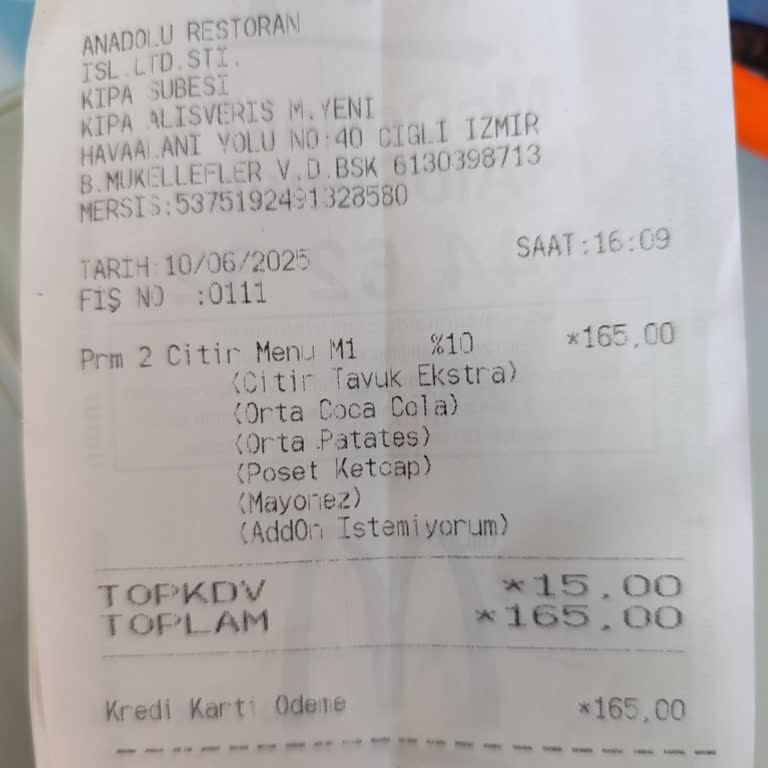 ANADOLU RESTORAN
ISL.LTD.STI.
KIPA SUBESI
KIPA ALISVERIS M.YENI
HAVAALANI YOLU NO:40 CIGLI IZMIR
B.MUKELLEFLER V.D.BSK 6130398713
MERSIS:5375192491328580
TARİH:10/06/2025 SAAT:16:09
FİŞ NO :0111
Prm 2 Citir Menu M1 %10 *165,00
(Citir Tavuk Ekstra)
(Orta Coca Cola)
(Orta Patates)
(Poset Ketcap)
(Mayonez)
(AddOn Istemiyorum)
TOPKDV *15,00
TOPLAM *165,00
Kredi Karti Odeme *165,00